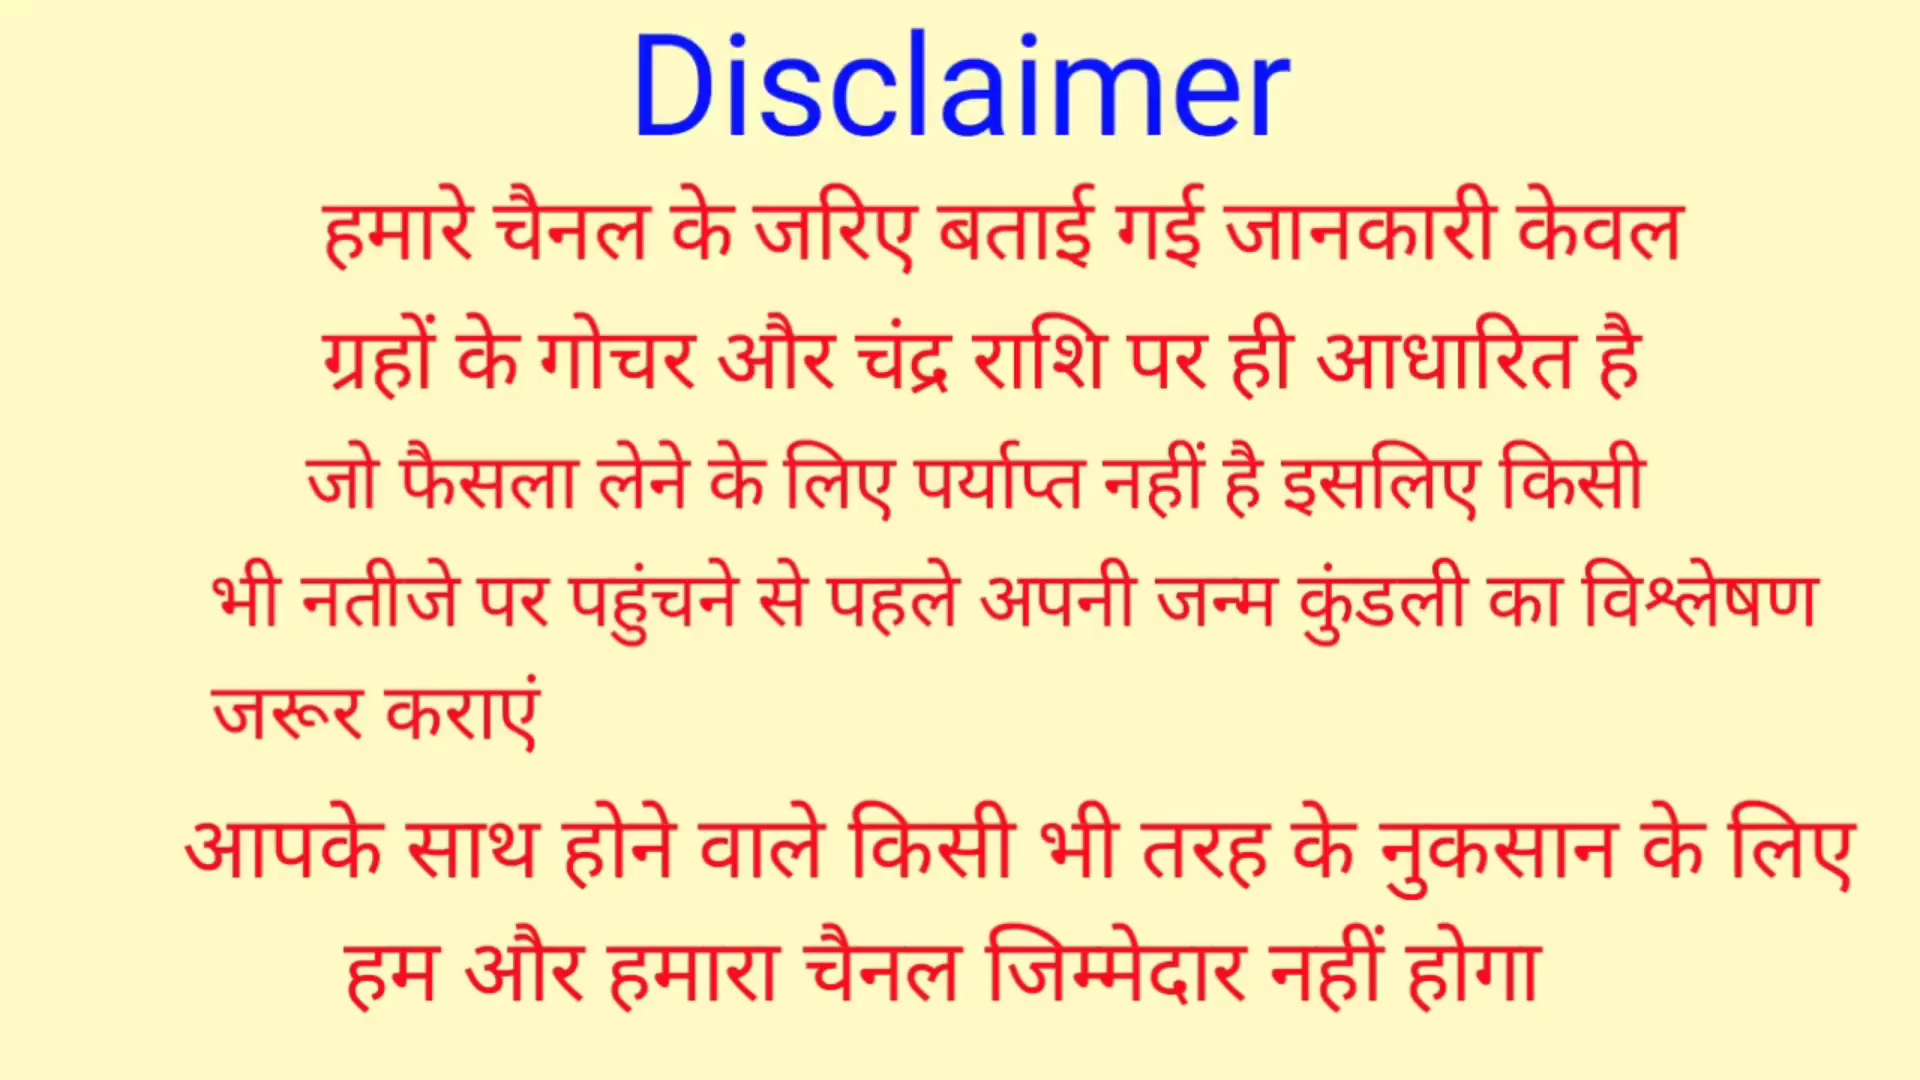 Disclaimer
हमारे चैनल के जरिए बताई गई जानकारी केवल
ग्रहों के गोचर और चंद्र राशि पर ही आधारित है
जो फैसला लेने के लिए पर्याप्त नहीं है इसलिए किसी
भी नतीजे पर पहुंचने से पहले अपनी जन्म कुंडली का विश्लेषण
जरूर कराएं
आपके साथ होने वाले किसी भी तरह के नुकसान के लिए
हम और हमारा चैनल जिम्मेदार नहीं होगा